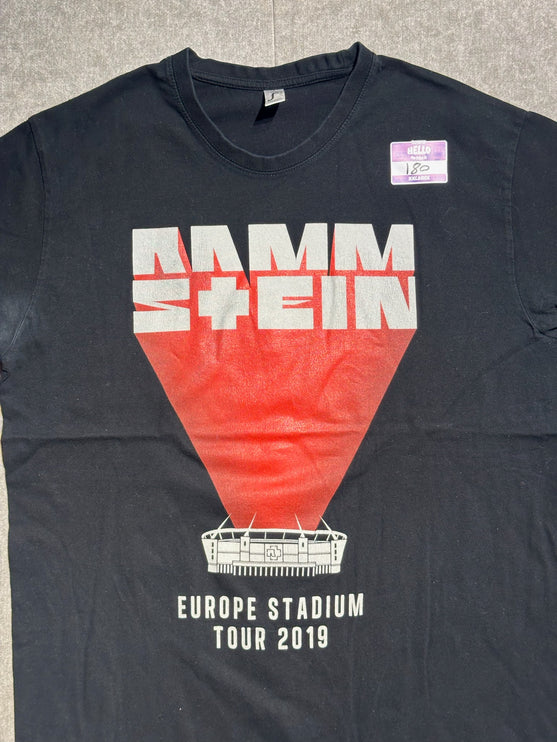 HELLO
180
RAMM
STEIN
EUROPE STADIUM
TOUR 2019